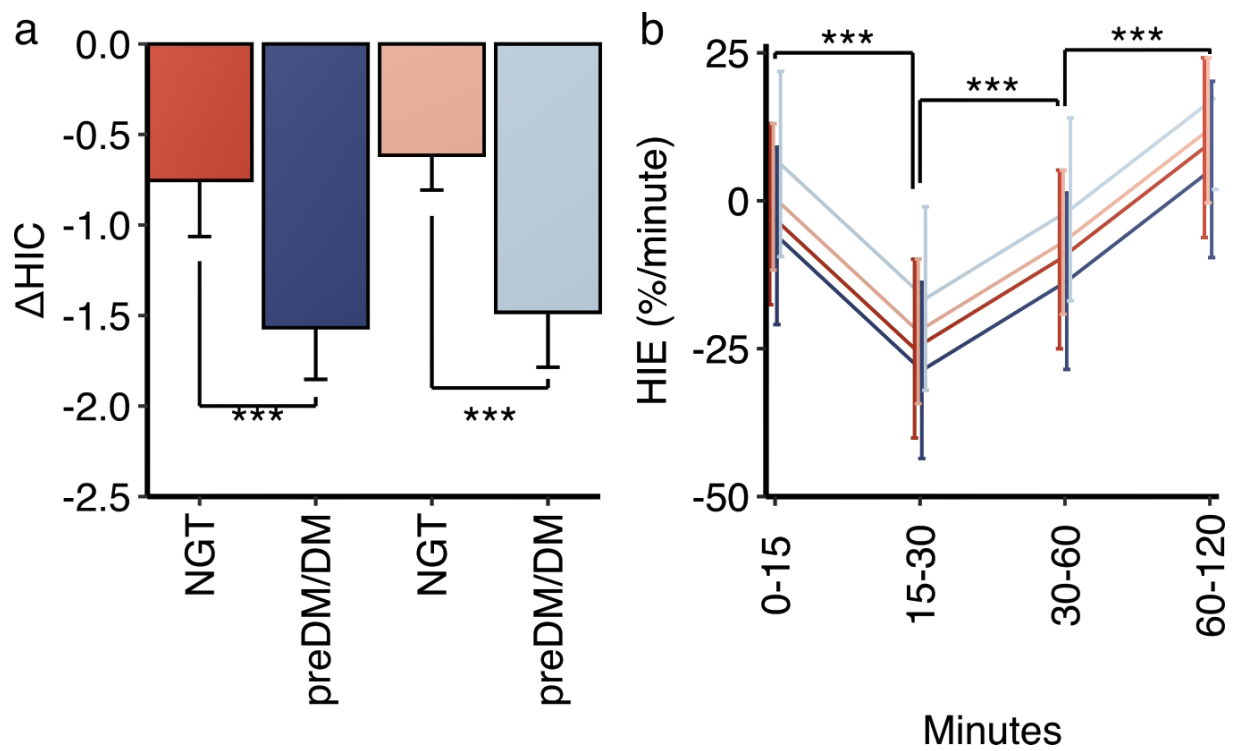 a
0.0
-0.5
-1.0
-1.5
-2.0
-2.5
ΔHIC
***
***
NGT
preDM/DM
NGT
preDM/DM
b
25
0
-25
-50
HIE (%/minute)
***
***
***
0-15
15-30
30-60
60-120
Minutes